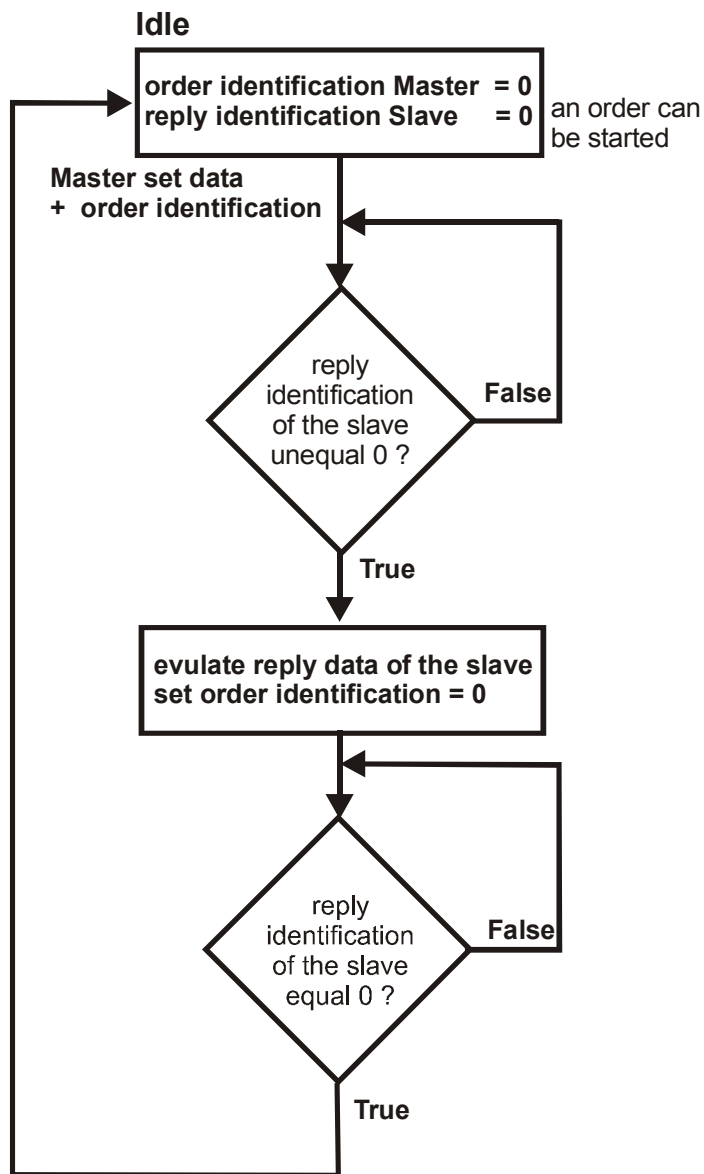 Idle
order identification Master = 0
reply identification Slave = 0
an order can
be started
Master set data
+ order identification
reply
identification
of the slave
unequal 0 ?
False
True
evulate reply data of the slave
set order identification = 0
reply
identification
of the slave
equal 0 ?
False
True